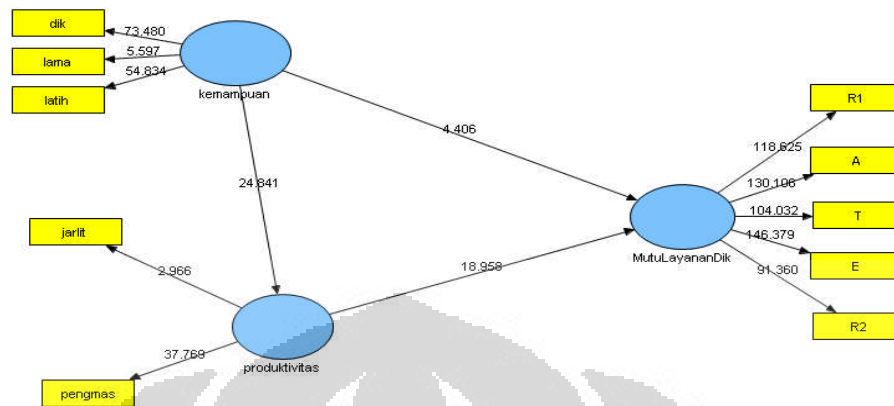 dik
73.480
lama
5.597
latih
54.834
kemampuan
4.406
24.841
R1
118.625
A
130.196
T
104.032
E
146.379
R2
91.360
MutuLayananDik
jarlit
2.966
18.958
produktivitas
37.769
pengmas